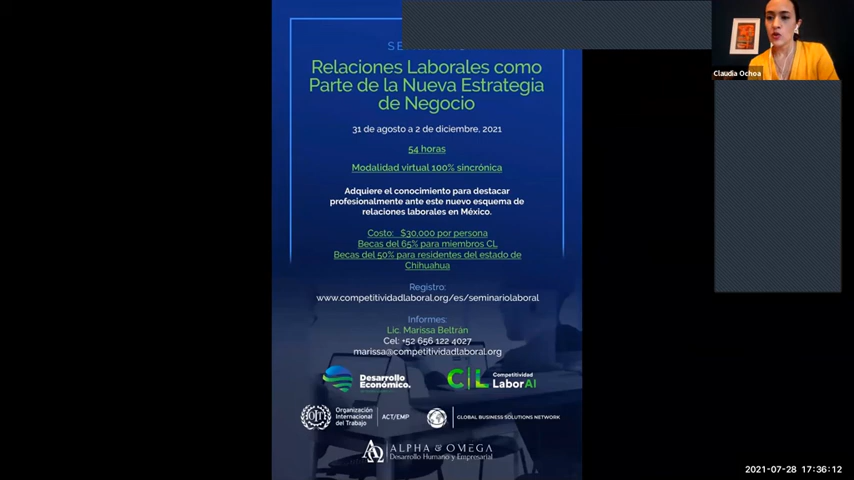 Relaciones Laborales como
Parte de la Nueva Estrategia
de Negocio
31 de agosto a 2 de diciembre, 2021
54 horas
Modalidad virtual 100% sincrónica
Adquiere el conocimiento para destacar
profesionalmente ante este nuevo esquema de
relaciones laborales en México.
Costo: $30,000 por persona
Becas del 65% para miembros CL
Becas del 50% para residentes del estado de
Chihuahua
Registro:
www.competitividadlaboral.org/es/seminariolaboral
Informes:
Lic. Marissa Beltrán
Cel: +52 656 122 4027
marissa@competitividadlaboral.org
Desarrollo
Económico.
C|L
Competitividad
LaborAl
OIT
Organización
Internacional
del Trabajo
ACT/EMP
GLOBAL BUSINESS SOLUTIONS NETWORK
ALPHA & OMEGA
Desarrollo Humano y Empresarial
Claudia Ochoa
2021-07-28 17:36:12